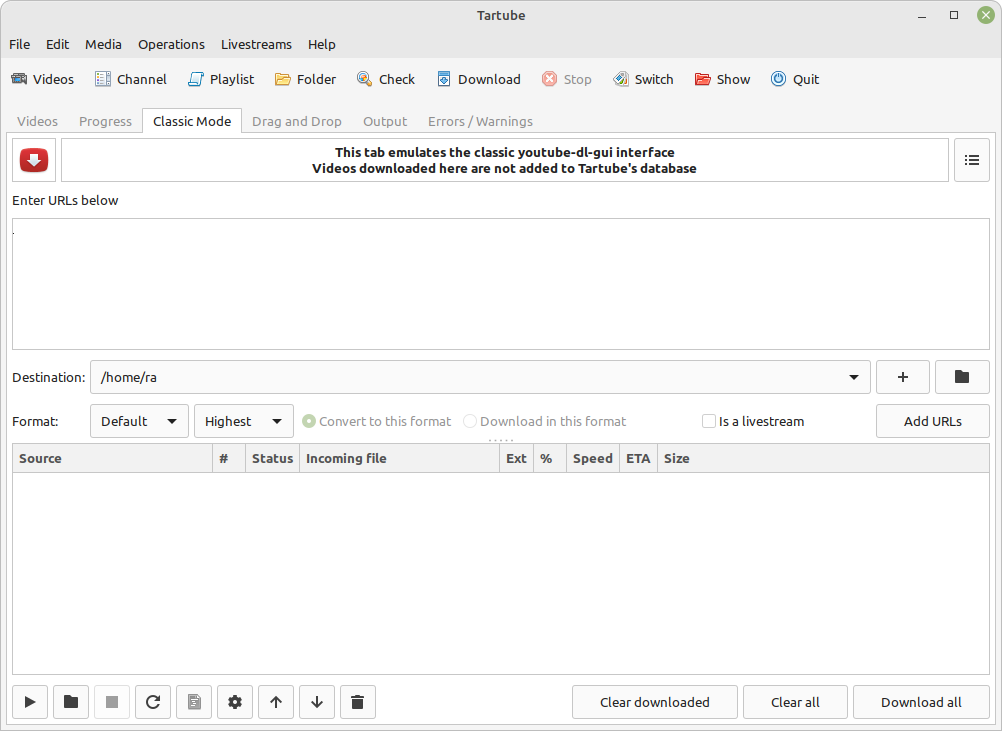 Tartube
File Edit Media Operations Livestreams Help
Videos Channel Playlist Folder Check Download Stop Switch Show Quit
Videos Progress Classic Mode Drag and Drop Output Errors / Warnings
This tab emulates the classic youtube-dl-gui interface
Videos downloaded here are not added to Tartube's database
Enter URLs below
Destination: /home/ra
Format: Default Highest Convert to this format Download in this format Is a livestream Add URLs
Source # Status Incoming file Ext % Speed ETA Size
Clear downloaded Clear all Download all